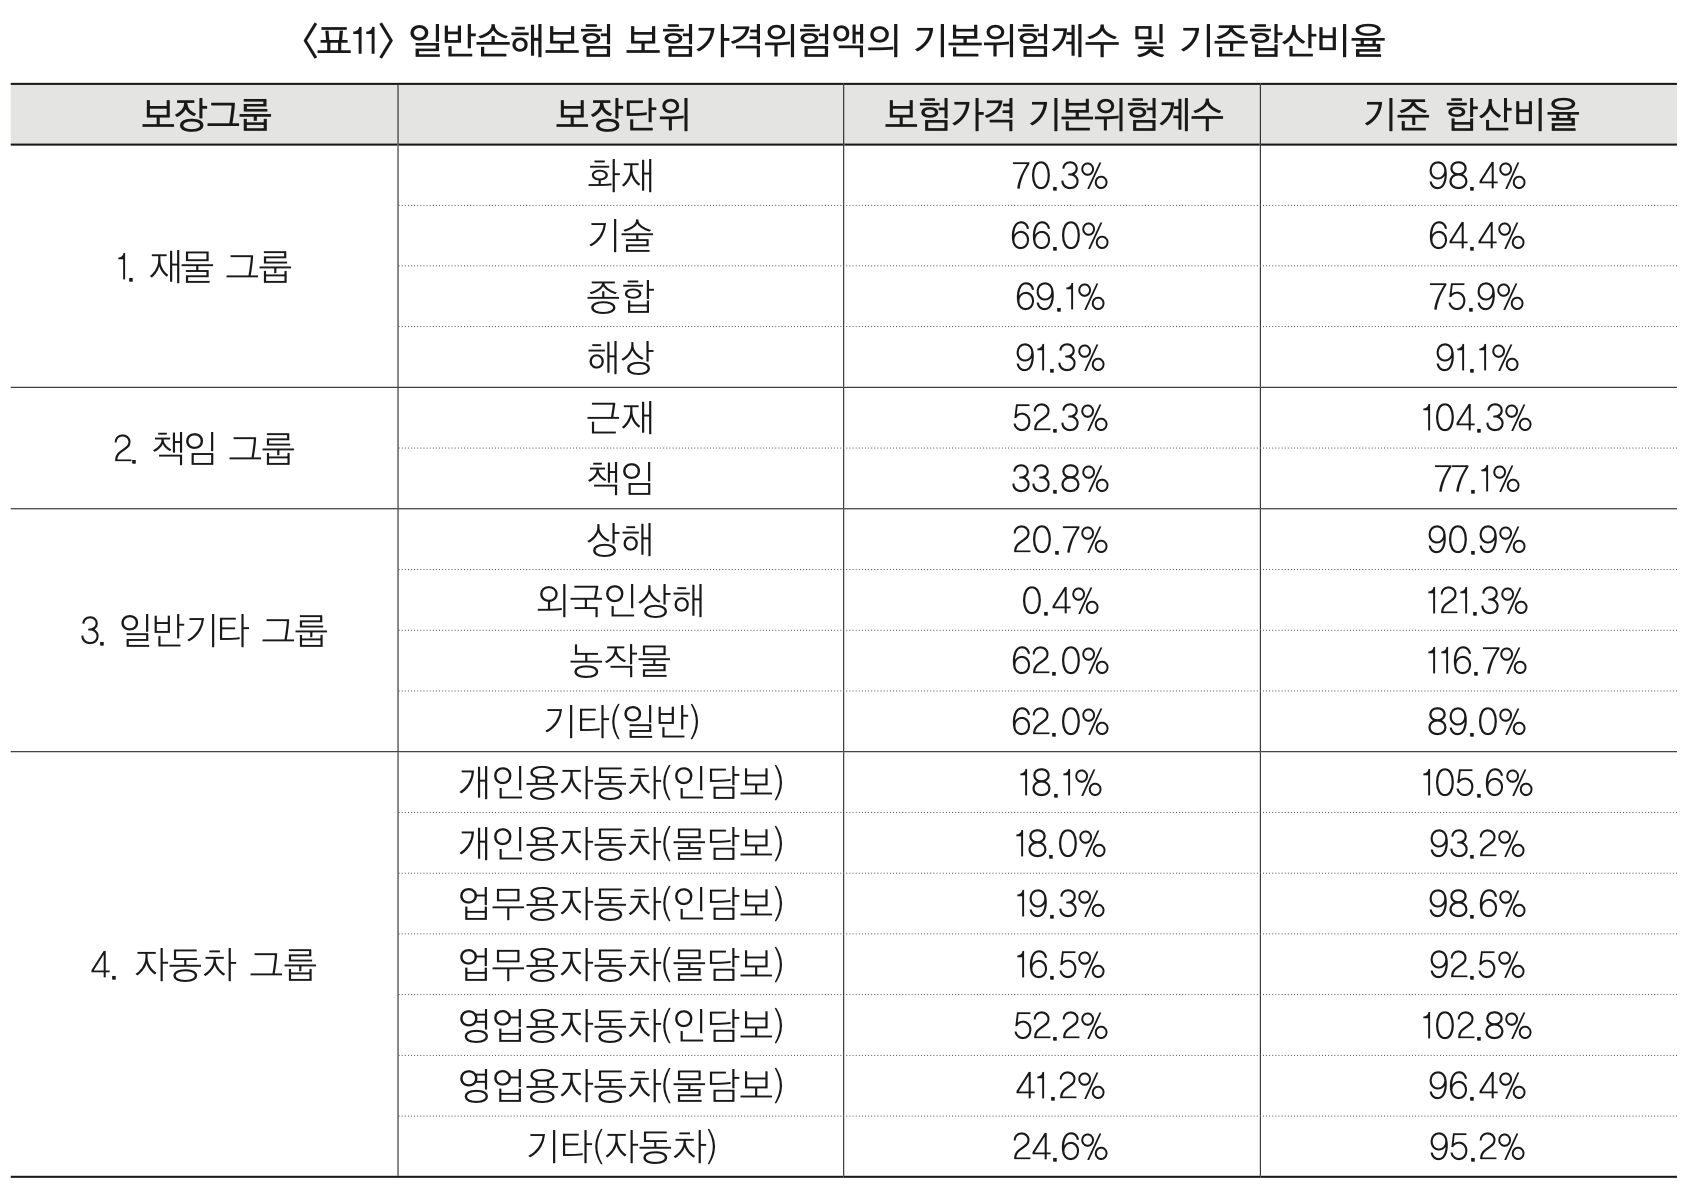 〈표11〉 일반손해보험 보험가격위험액의 기본위험계수 및 기준합산비율
보장그룹 보장단위 보험가격 기본위험계수 기준 합산비율
1. 재물 그룹
화재 70.3% 98.4%
기술 66.0% 64.4%
종합 69.1% 75.9%
해상 91.3% 91.1%
2. 책임 그룹
근재 52.3% 104.3%
책임 33.8% 77.1%
3. 일반기타 그룹
상해 20.7% 90.9%
외국인상해 0.4% 121.3%
농작물 62.0% 116.7%
기타(일반) 62.0% 89.0%
4. 자동차 그룹
개인용자동차(인담보) 18.1% 105.6%
개인용자동차(물담보) 18.0% 93.2%
업무용자동차(인담보) 19.3% 98.6%
업무용자동차(물담보) 16.5% 92.5%
영업용자동차(인담보) 52.2% 102.8%
영업용자동차(물담보) 41.2% 96.4%
기타(자동차) 24.6% 95.2%